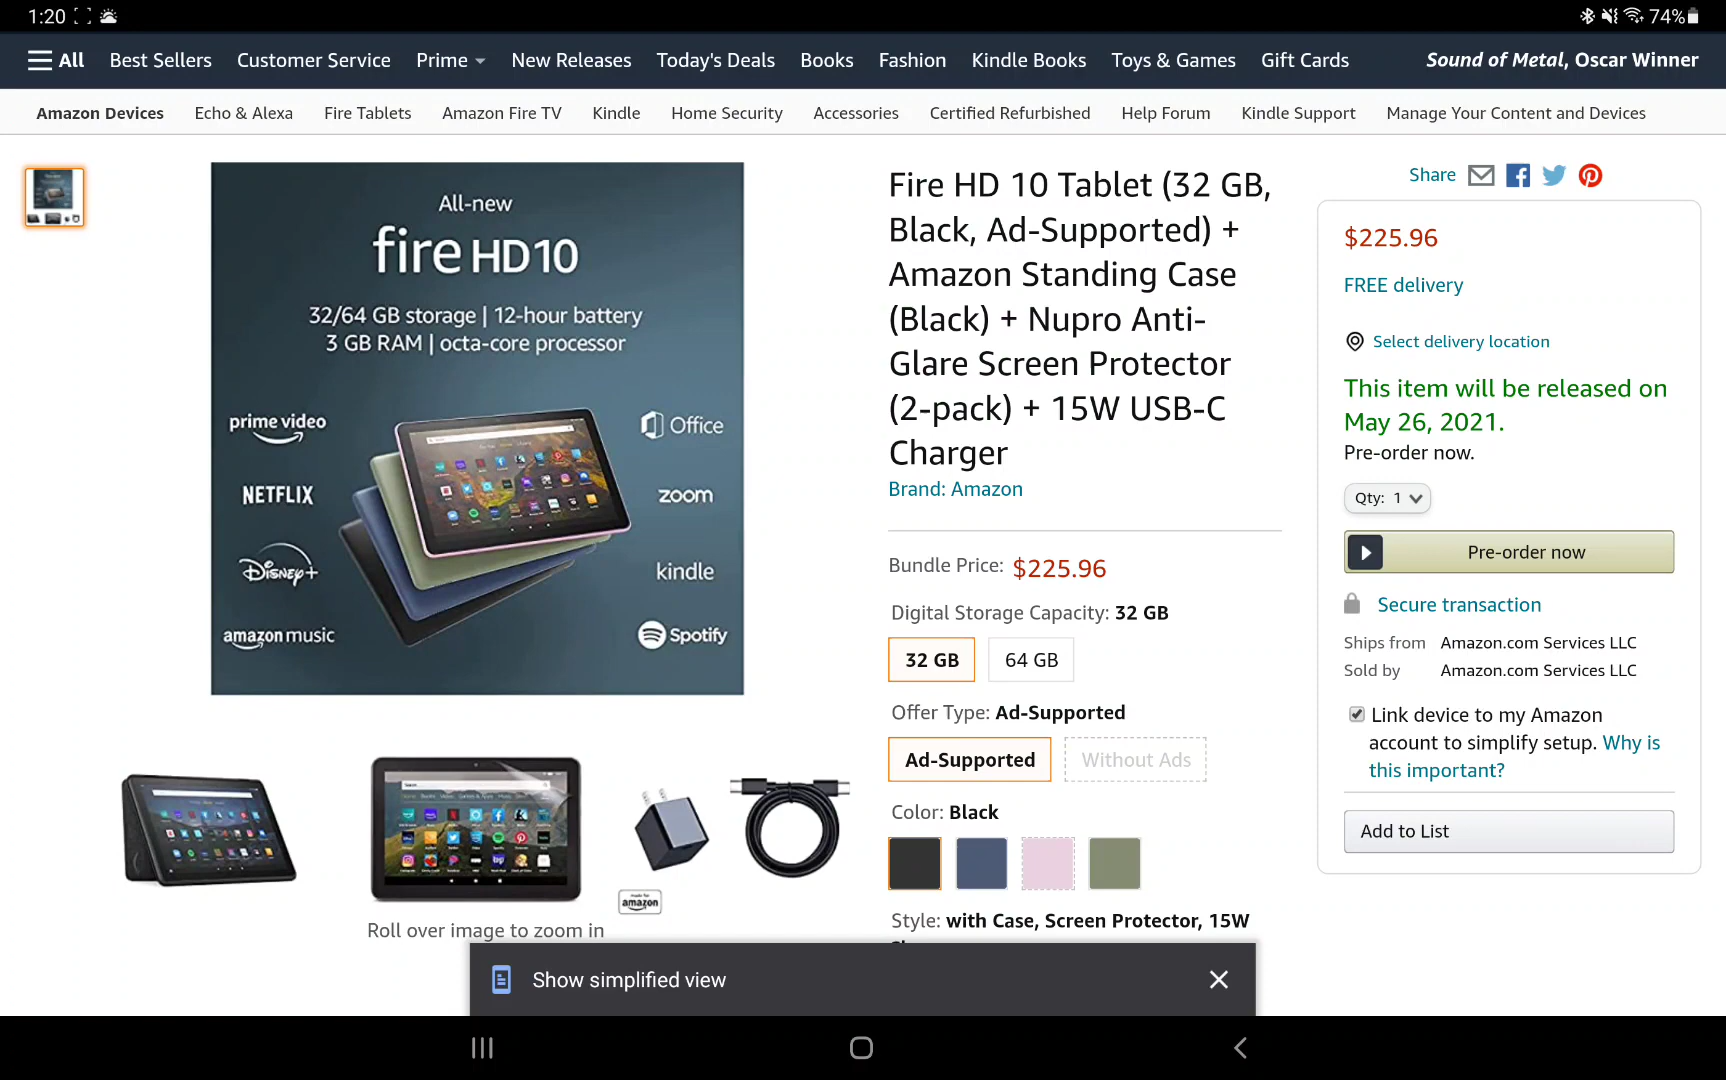 1:20
74%
All Best Sellers Customer Service Prime New Releases Today's Deals Books Fashion Kindle Books Toys & Games Gift Cards Sound of Metal, Oscar Winner
Amazon Devices Echo & Alexa Fire Tablets Amazon Fire TV Kindle Home Security Accessories Certified Refurbished Help Forum Kindle Support Manage Your Content and Devices
All-new
fire HD10
32/64 GB storage | 12-hour battery
3 GB RAM | octa-core processor
prime video
Office
NETFLIX
zoom
Disney+
kindle
amazon music
Spotify
amazon
Roll over image to zoom in
Fire HD 10 Tablet (32 GB,
Black, Ad-Supported) +
Amazon Standing Case
(Black) + Nupro Anti-
Glare Screen Protector
(2-pack) + 15W USB-C
Charger
Brand: Amazon
Bundle Price: $225.96
Digital Storage Capacity: 32 GB
32 GB 64 GB
Offer Type: Ad-Supported
Ad-Supported Without Ads
Color: Black
Style: with Case, Screen Protector, 15W
Share
$225.96
FREE delivery
Select delivery location
This item will be released on
May 26, 2021.
Pre-order now.
Qty: 1
Pre-order now
Secure transaction
Ships from Amazon.com Services LLC
Sold by Amazon.com Services LLC
Link device to my Amazon
account to simplify setup. Why is
this important?
Add to List
Show simplified view